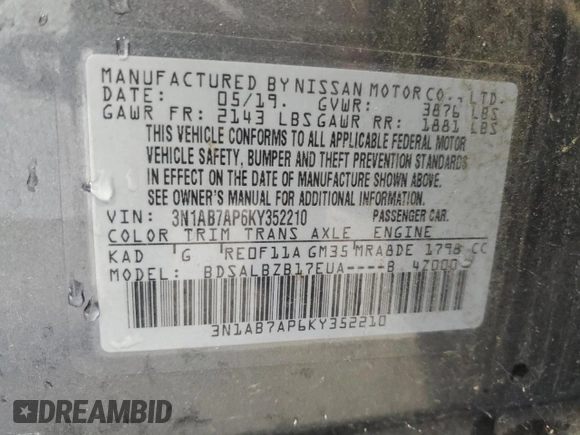 MANUFACTURED BY NISSAN MOTOR CO., LTD.
DATE: 05/19. GVWR: 3876 LBS
GAWR FR: 2143 LBS GAWR RR: 1881 LBS
THIS VEHICLE CONFORMS TO ALL APPLICABLE FEDERAL MOTOR
VEHICLE SAFETY, BUMPER AND THEFT PREVENTION STANDARDS
IN EFFECT ON THE DATE OF MANUFACTURE SHOWN ABOVE.
SEE OWNER'S MANUAL FOR ADDITIONAL INFORMATION.
VIN: 3N1AB7AP6KY352210 PASSENGER CAR.
COLOR TRIM TRANS AXLE ENGINE
KAD G RE0F11A GM35 MRA8DE 1798 CC
MODEL BDSALBZB17EUA----B 4Z000
3N1AB7AP6KY352210
DREAMBID